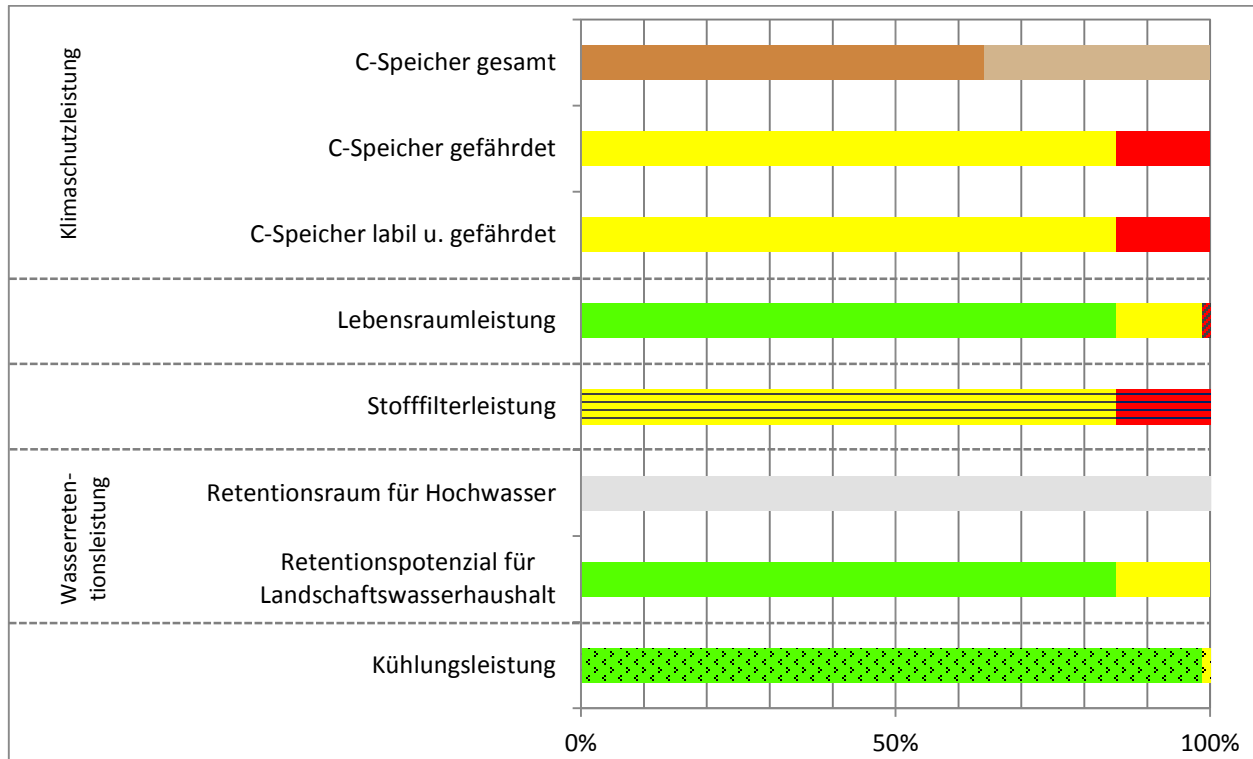 Klimaschutzleistung
C-Speicher gesamt
C-Speicher gefährdet
C-Speicher labil u. gefährdet
Lebensraumleistung
Stofffilterleistung
Wasserreten-
tionsleistung
Retentionsraum für Hochwasser
Retentionspotenzial für
Landschaftswasserhaushalt
Kühlungsleistung
0% 50% 100%